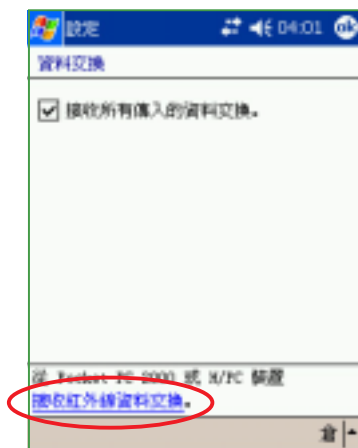 設定 04:01 ok
資料交換
接收所有傳入的資料交換。
從 Pocket PC 2000 或 H/PC 裝置
接收紅外線資料交換。
倉